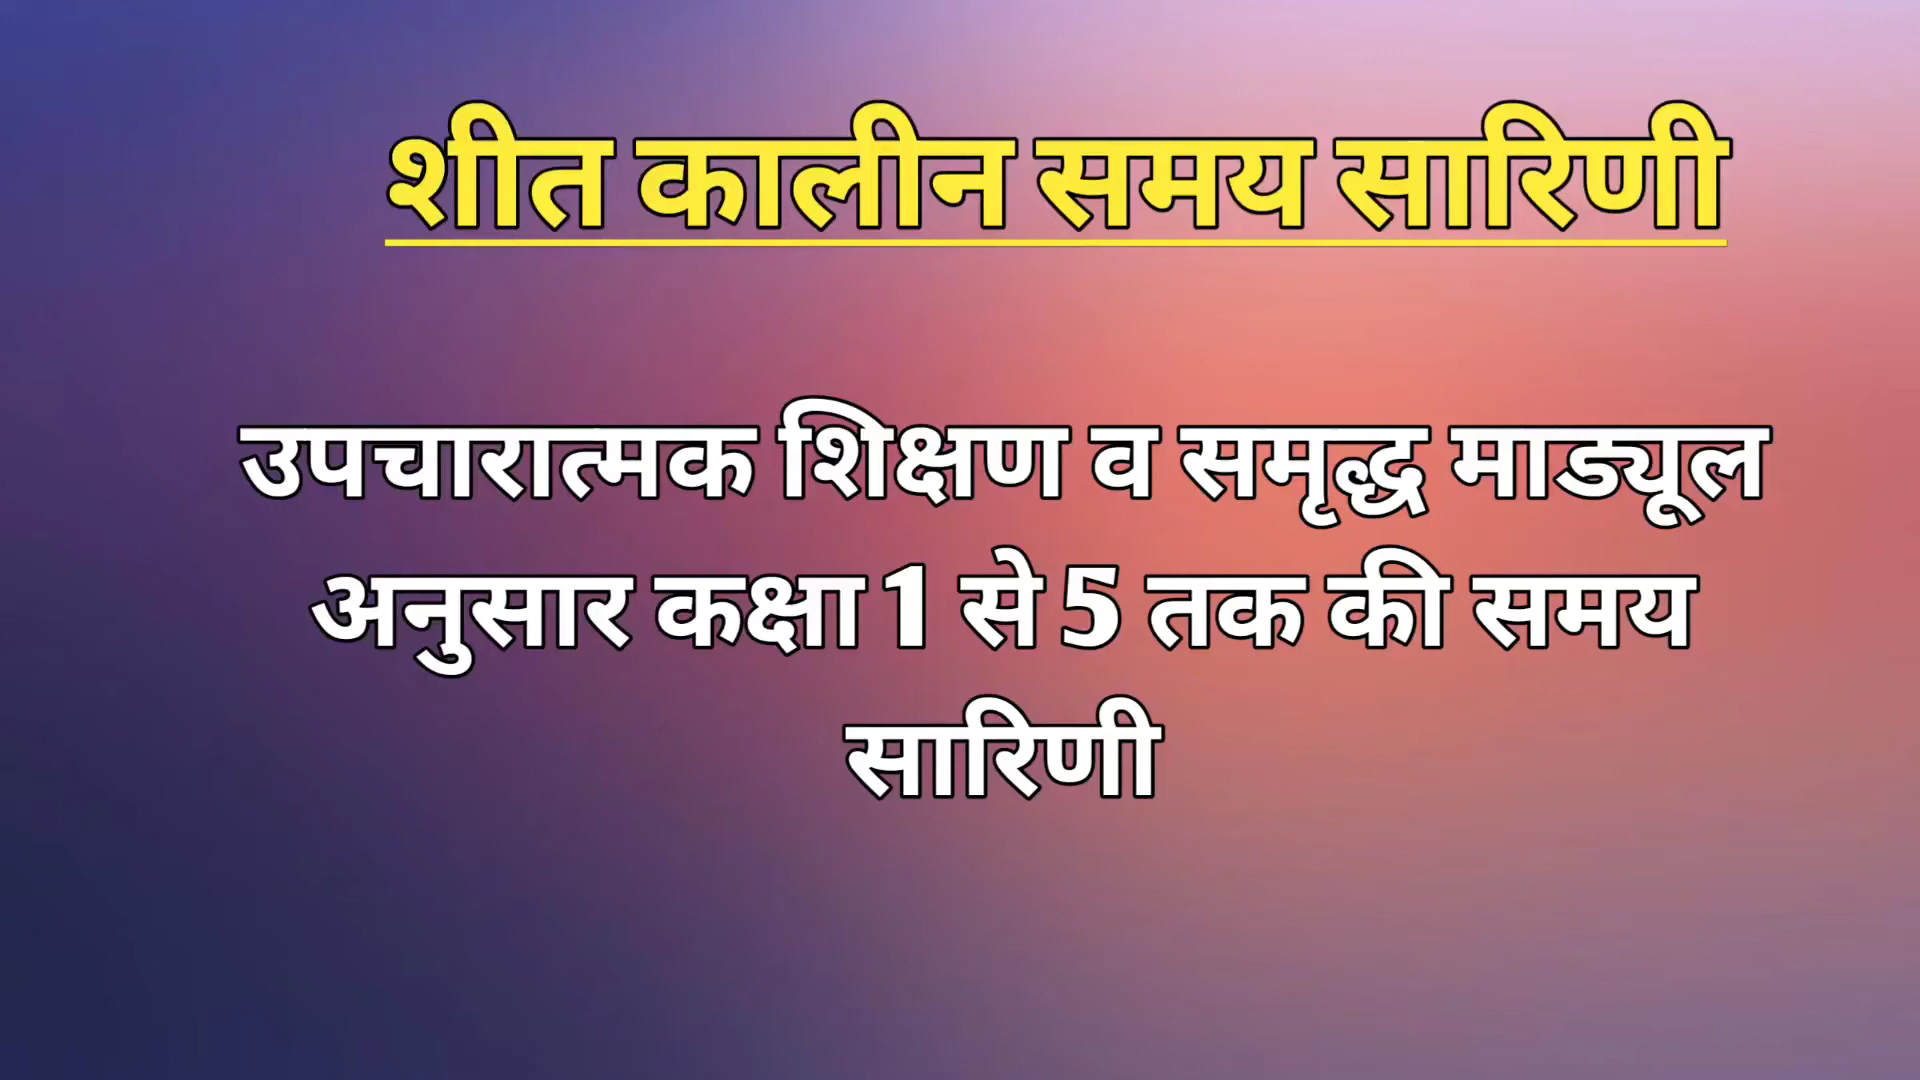 शीत कालीन समय सारिणी
उपचारात्मक शिक्षण व समृद्ध माड्यूल
अनुसार कक्षा 1 से 5 तक की समय
सारिणी